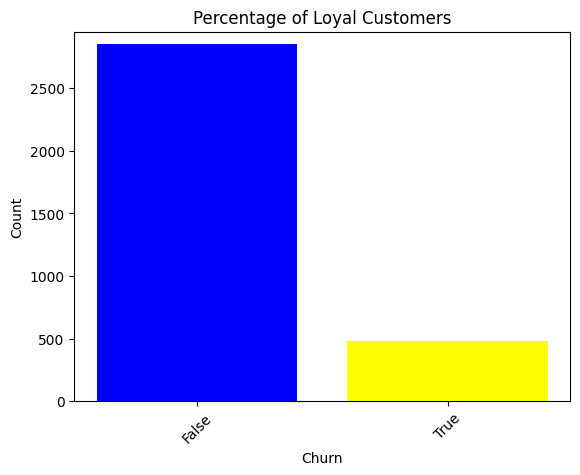 Percentage of Loyal Customers
2500
2000
1500
1000
500
0
Count
False
True
Churn